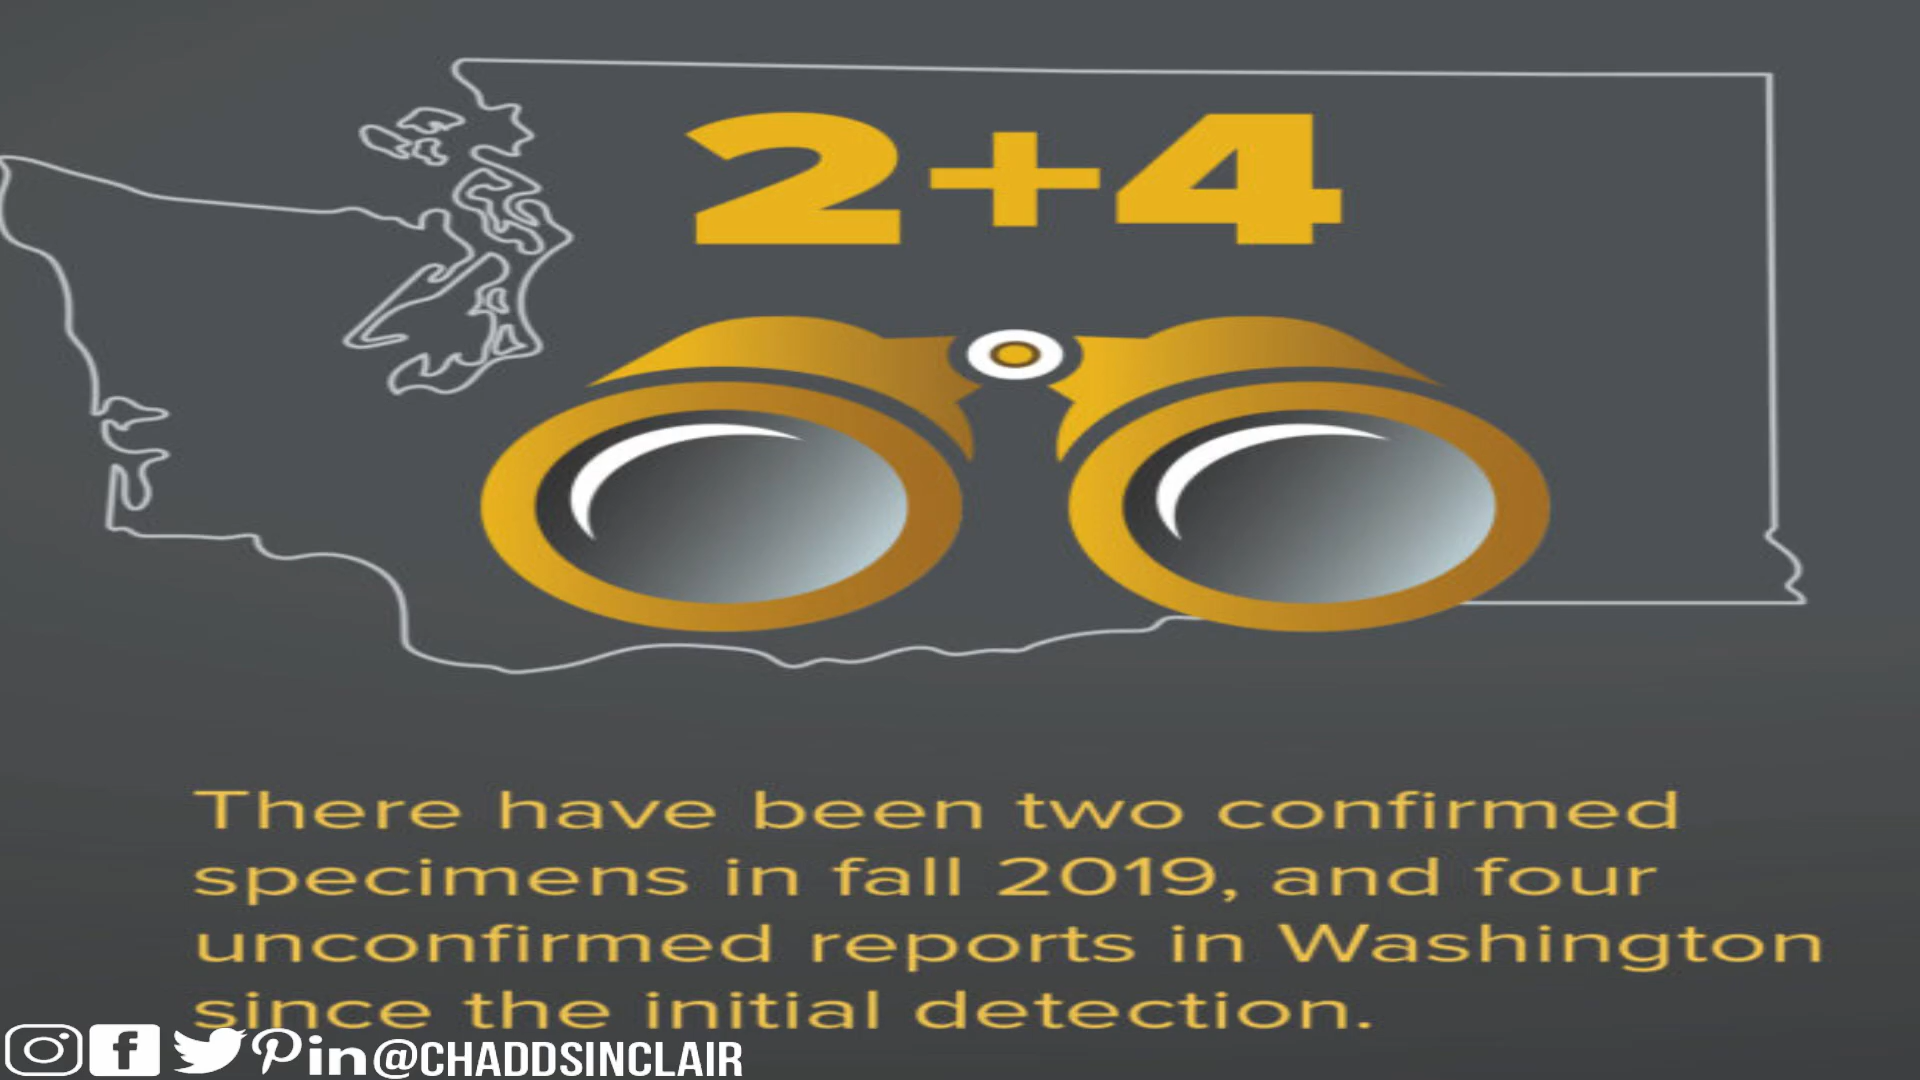 2+4
There have been two confirmed
specimens in fall 2019, and four
unconfirmed reports in Washington
since the initial detection.
@CHADDSINCLAIR